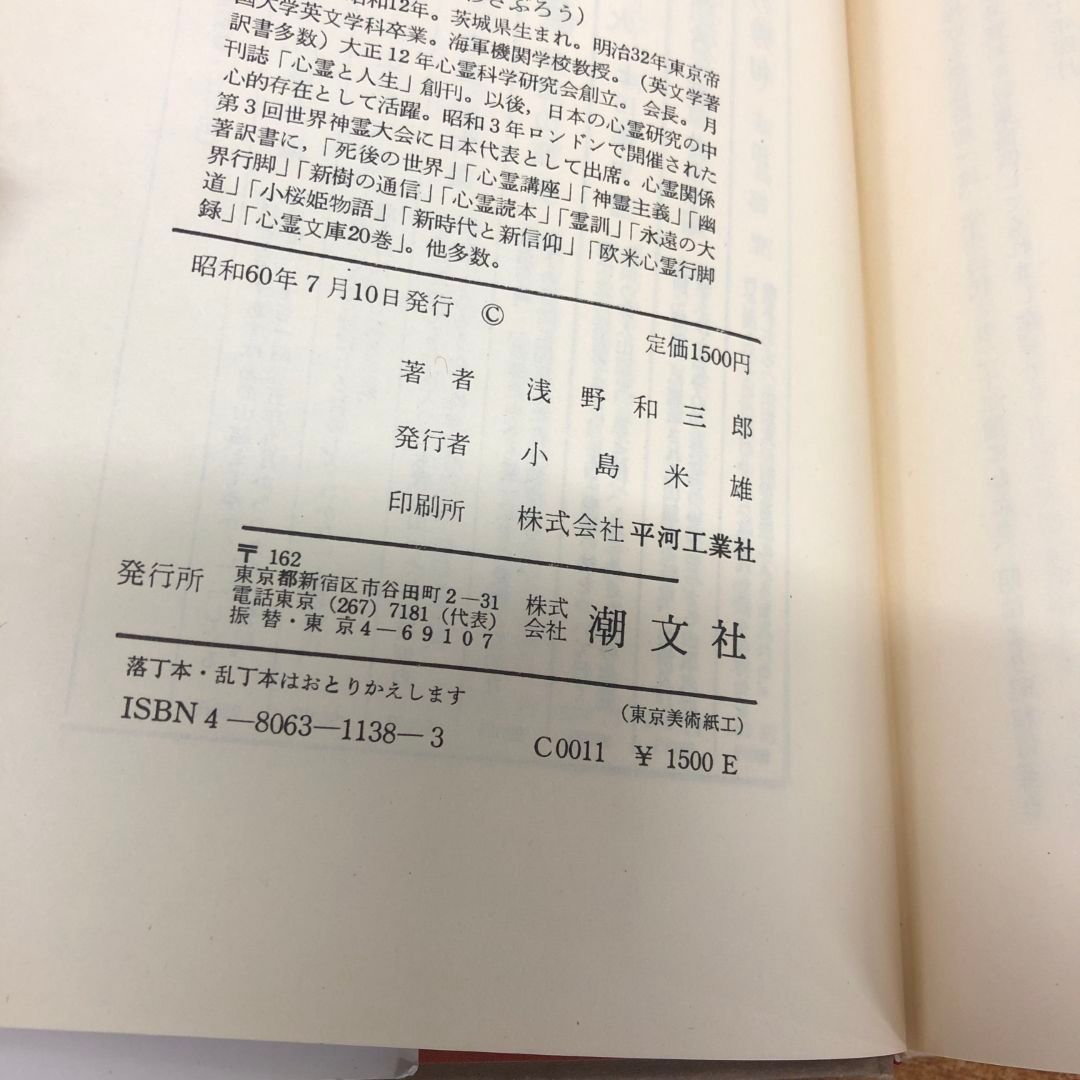 昭和12年。茨城県生まれ。明治32年東京帝
国大学英文学科卒業。海軍機関学校教授。(英文学著
訳書多数)大正12年心霊科学研究会創立。会長。月
刊誌「心霊と人生」創刊。以後,日本の心霊研究の中
心的存在として活躍。昭和3年ロンドンで開催された
第3回世界神霊大会に日本代表として出席。心霊関係
著訳書に,「死後の世界」「心霊講座」「神霊主義」「幽
界行脚」「新樹の通信」「心霊読本」「霊訓」「永遠の大
道」「小桜姫物語」「新時代と新信仰」「欧米心霊行脚
録」「心霊文庫20巻」。他多数。
昭和60年7月10日発行 ©
定価1500円
著者 浅野和三郎
発行者 小島米雄
印刷所 株式会社平河工業社
発行所
〒162
東京都新宿区市谷田町2―31
電話東京(267)7181(代表)
振替・東京4―69107
株式会社 潮文社
落丁本・乱丁本はおとりかえします
(東京美術紙工)
ISBN4―8063―1138―3
C0011 ¥1500E